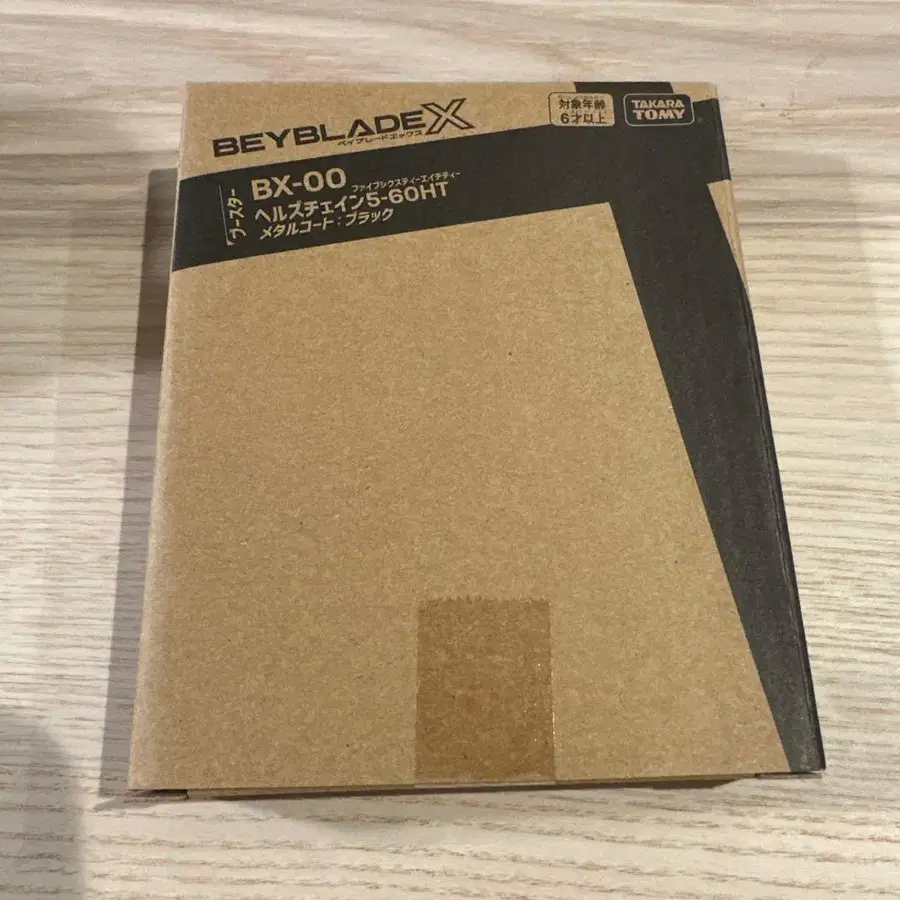 BEYBLADE X
ベイブレードエックス
対象年齢
6才以上
TAKARA
TOMY
ブースター
BX-00
ファイブシックスティーエイチティー
ヘルズチェイン5-60HT
メタルコート：ブラック